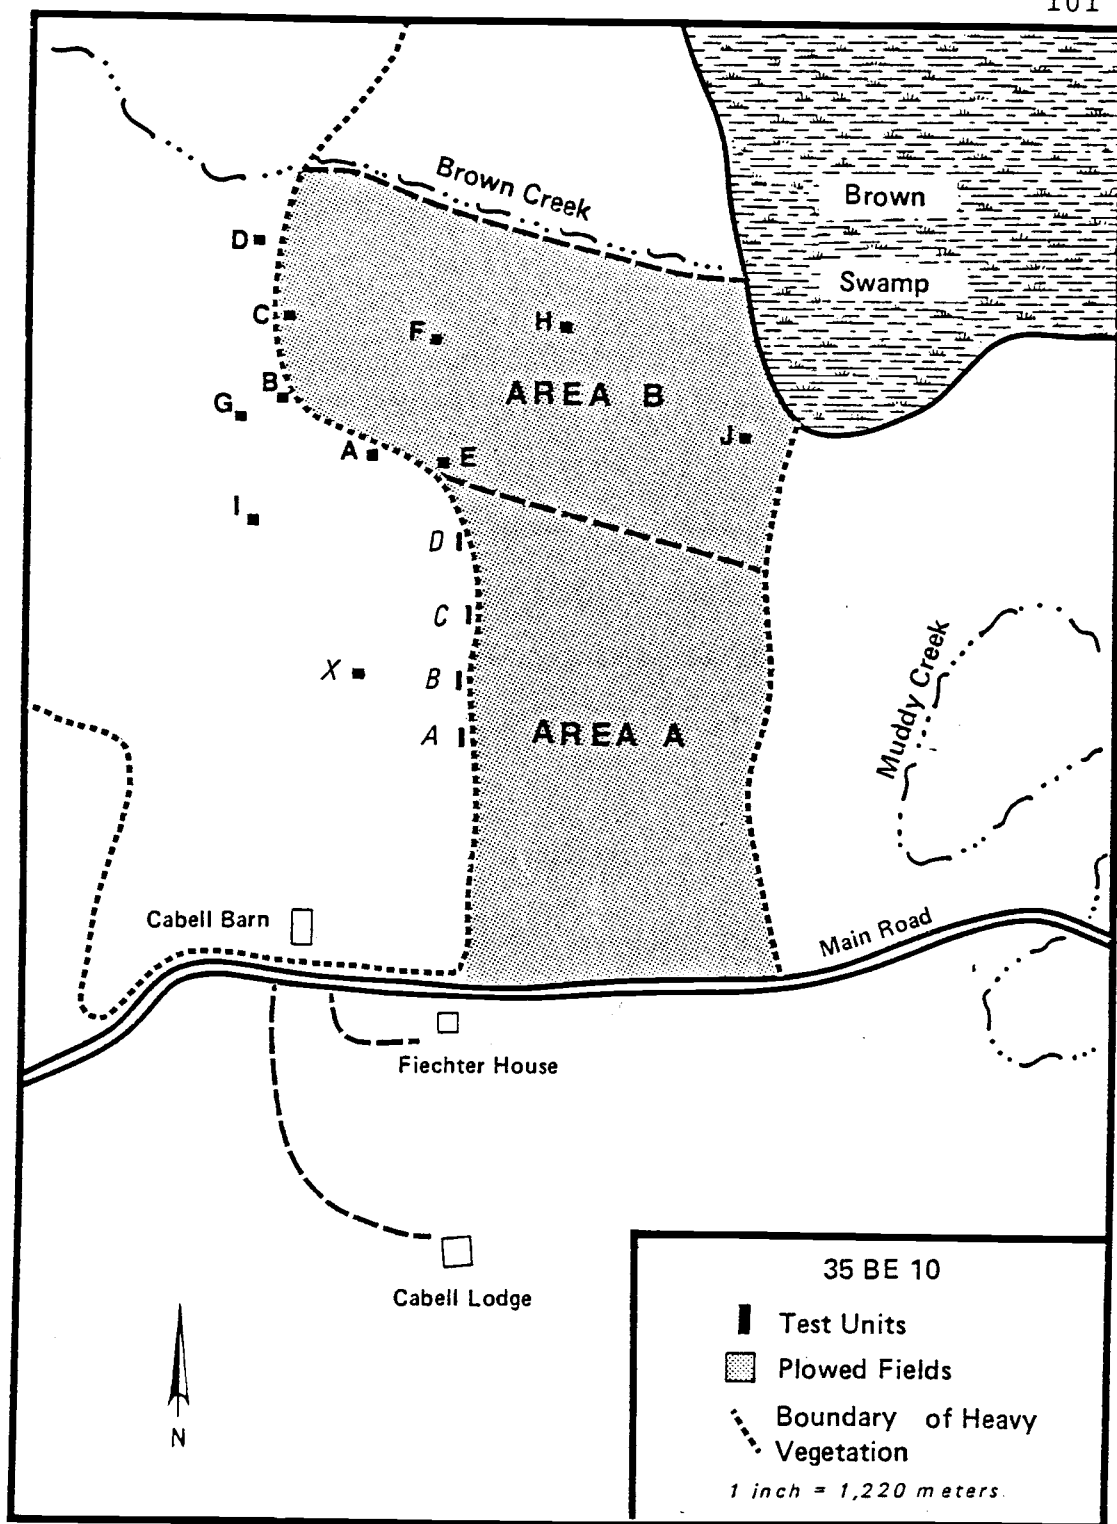 101
Brown Creek
Brown
Swamp
D
C
F
H
AREA B
B
G
J
A
E
I
D
C
X
B
A
AREA A
Muddy Creek
Cabell Barn
Main Road
Fiechter House
Cabell Lodge
N
35 BE 10
Test Units
Plowed Fields
Boundary of Heavy
Vegetation
1 inch = 1,220 meters.